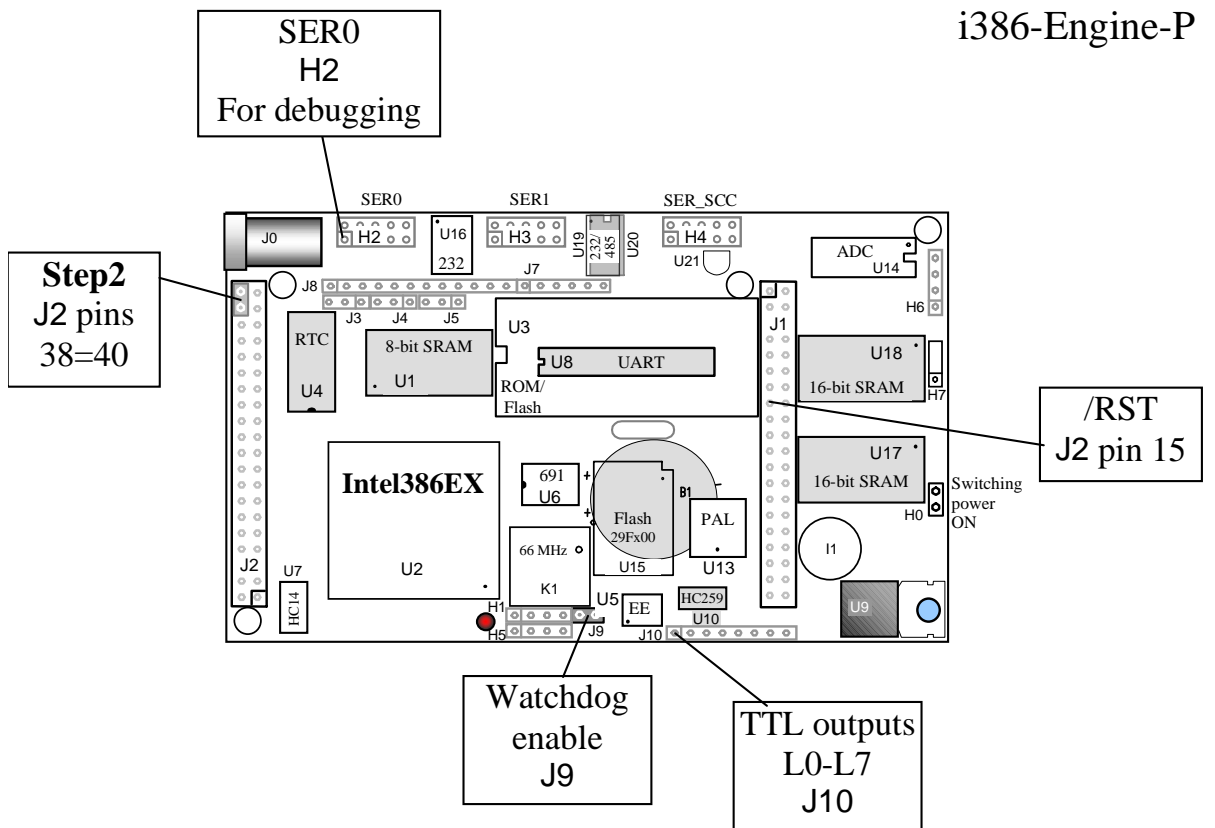 i386-Engine-P
SER0
H2
For debugging
SER0
SER1
SER_SCC
J0
H2
U16
232
H3
U19
232/
485
U20
H4
U21
ADC
U14
H6
Step2
J2 pins
38=40
J8
J7
J3
J4
J5
RTC
U4
8-bit SRAM
U1
U3
U8
UART
ROM/
Flash
J1
U18
16-bit SRAM
H7
/RST
J2 pin 15
U17
16-bit SRAM
H0
Switching
power
ON
Intel386EX
U2
691
U6
+
+
B1
-
Flash
29Fx00
U15
PAL
U13
66 MHz
K1
I1
J2
U7
HC14
H1
H5
J9
U5
EE
HC259
U10
J10
U9
Watchdog
enable
J9
TTL outputs
L0-L7
J10